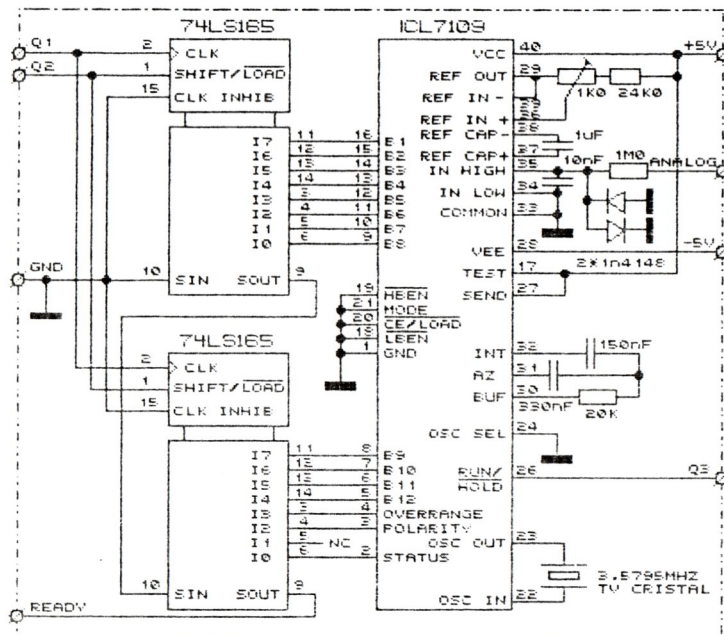 74LS165
ICL7109
Q1
Q2
2
CLK
1
SHIFT/LOAD
15
CLK INHIB
I7
11
16
B1
I6
12
15
B2
I5
13
14
B3
I4
14
13
B4
I3
3
12
B5
I2
4
11
B6
I1
5
10
B7
I0
6
9
B8
GND
10
SIN
SOUT
9
VCC
40
+5V
REF OUT
29
REF IN-
REF IN +
1K0
24K0
REF CAP-
1uF
REF CAP+
37
IN HIGH
35
10nF
1M0
ANALOG
IN LOW
34
COMMON
33
VEE
28
-5V
2*1n4148
TEST
17
SEND
27
19
HBEN
21
MODE
20
CE/LOAD
18
LBEN
1
GND
74LS165
2
CLK
1
SHIFT/LOAD
15
CLK INHIB
INT
32
150nF
AZ
31
BUF
30
330nF
20K
OSC SEL
24
I7
11
8
B9
I6
B10
I5
B11
I4
14
5
B12
I3
3
OVERRANGE
I2
4
POLARITY
I1
5
NC
I0
6
2
STATUS
RUN/
HOLD
26
Q3
OSC OUT
23
3.5795MHZ
TV CRISTAL
OSC IN
22
10
SIN
SOUT
9
READY